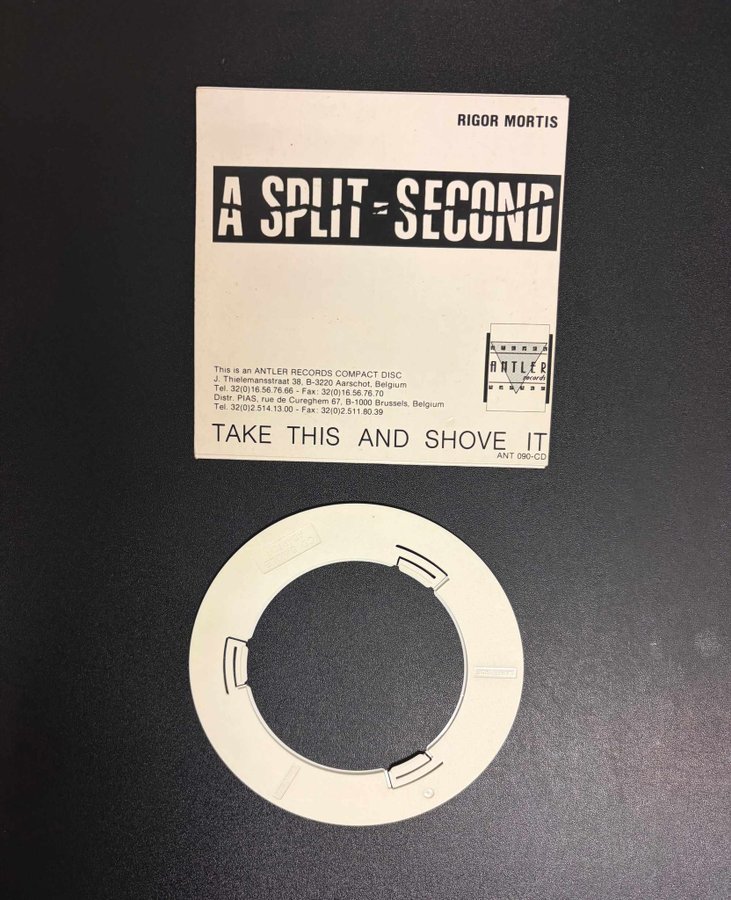 RIGOR MORTIS
A SPLIT-SECOND
ANTLER
records
This is an ANTLER RECORDS COMPACT DISC
J. Thielemansstraat 38, B-3220 Aarschot, Belgium
Tel. 32(0)16.56.76.66 - Fax: 32(0)16.56.76.70
Distr. PIAS, rue de Cureghem 67, B-1000 Brussels, Belgium
Tel. 32(0)2.514.13.00 - Fax: 32(0)2.511.80.39
TAKE THIS AND SHOVE IT
ANT 090-CD